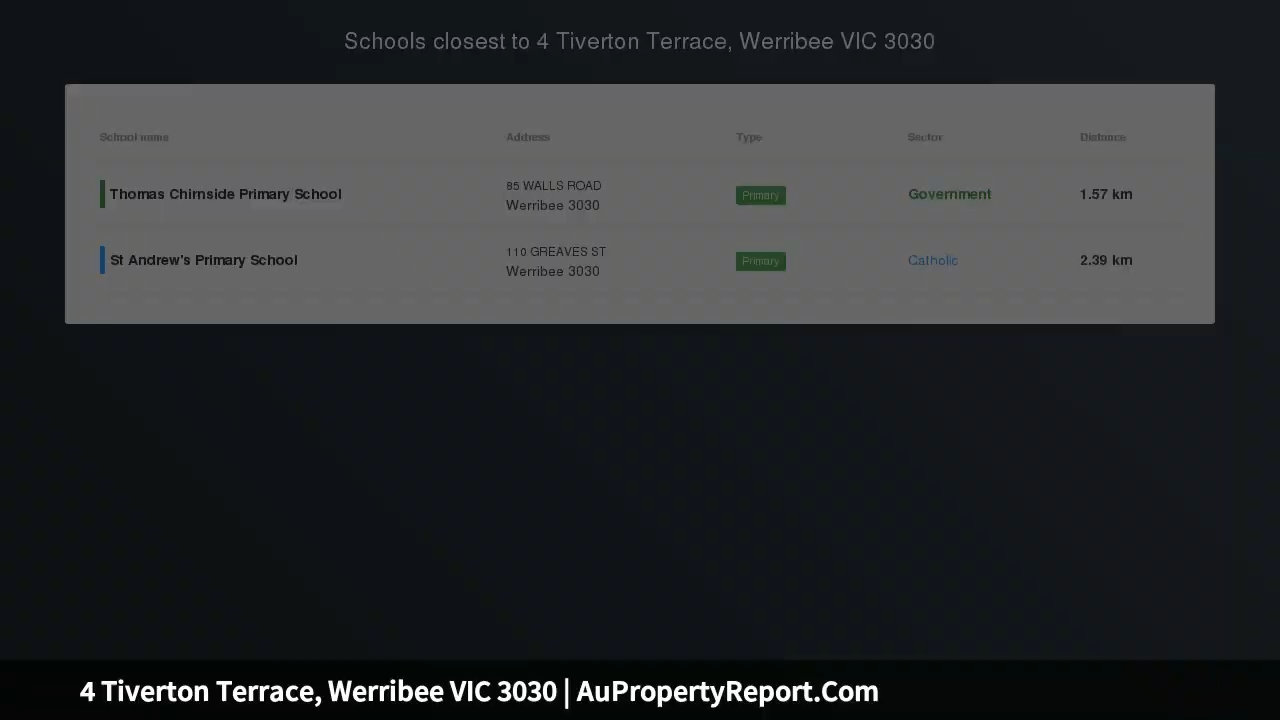 Schools closest to 4 Tiverton Terrace, Werribee VIC 3030
School name Address Type Sector Distance
Thomas Chirnside Primary School 85 WALLS ROAD Werribee 3030 Primary Government 1.57 km
St Andrew's Primary School 110 GREAVES ST Werribee 3030 Primary Catholic 2.39 km
4 Tiverton Terrace, Werribee VIC 3030 | AuPropertyReport.Com